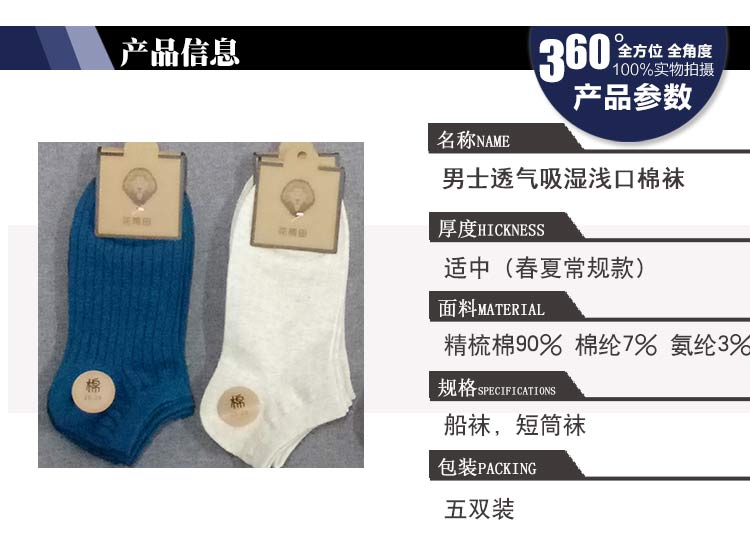 产品信息
360°全方位 全角度
100%实物拍摄
产品参数
名称NAME
男士透气吸湿浅口棉袜
厚度HICKNESS
适中（春夏常规款）
面料MATERIAL
精梳棉90% 棉纶7% 氨纶3%
规格SPECIFICATIONS
船袜，短筒袜
包装PACKING
五双装
棉
棉